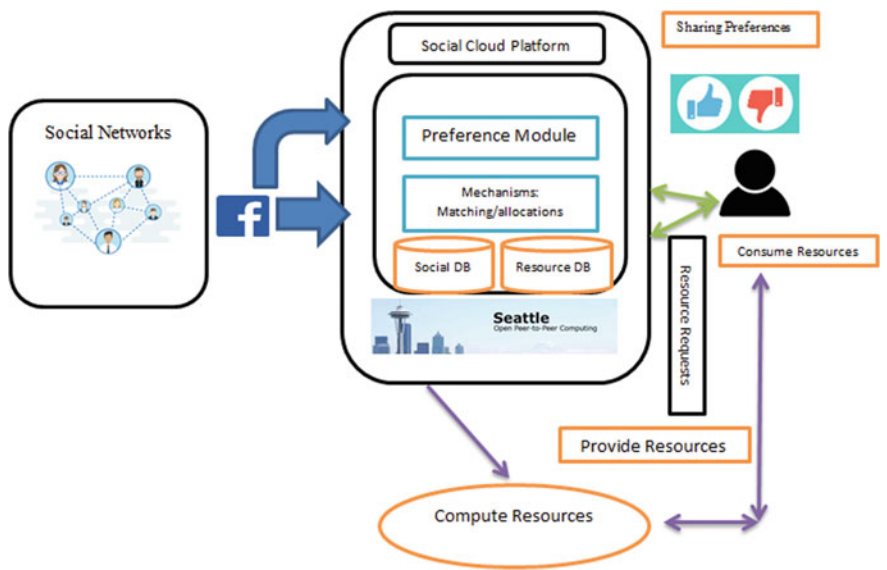 Social Cloud Platform
Sharing Preferences
Social Networks
Preference Module
Mechanisms:
Matching/allocations
f
Social DB
Resource DB
Consume Resources
Seattle
Open Peer-to-Peer Computing
Resource Requests
Provide Resources
Compute Resources